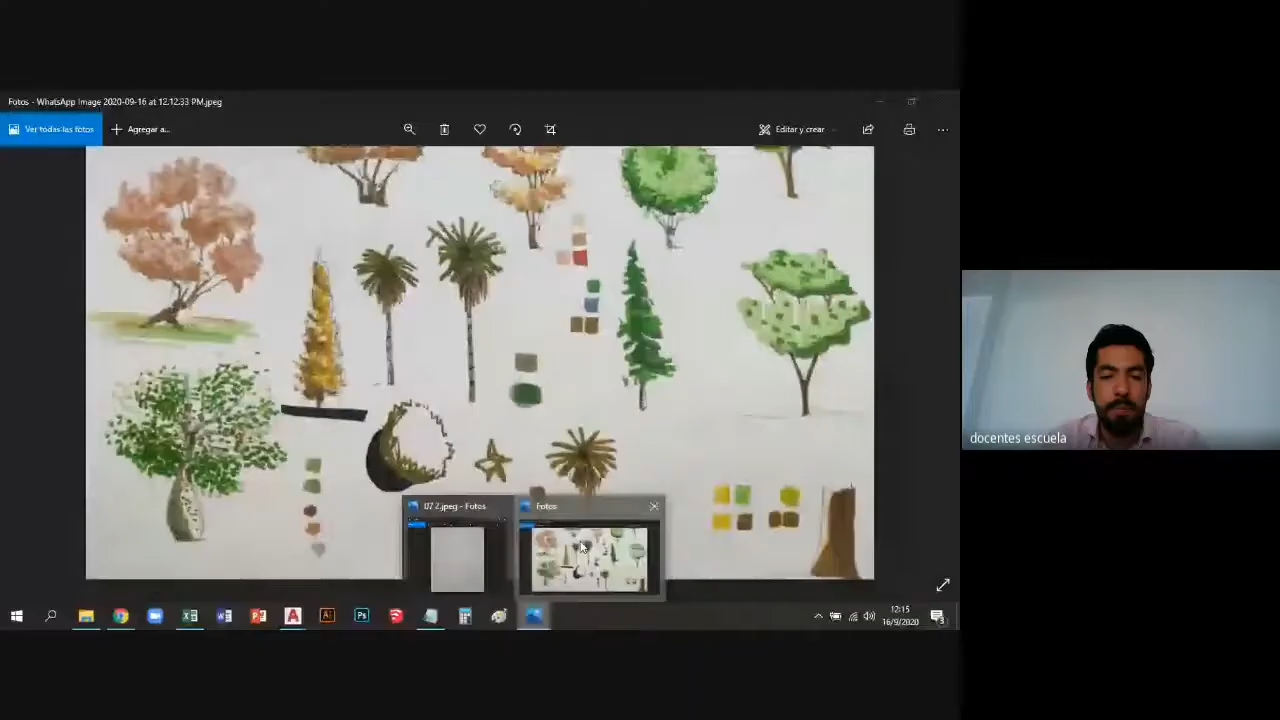 Fotos - WhatsApp Image 2020-09-16 at 12.12.33 PM.jpeg
Ver todas las fotos
Agregar a...
Editar y crear
docentes escuela
07 2.jpeg - Fotos
Fotos
12:15
16/9/2020